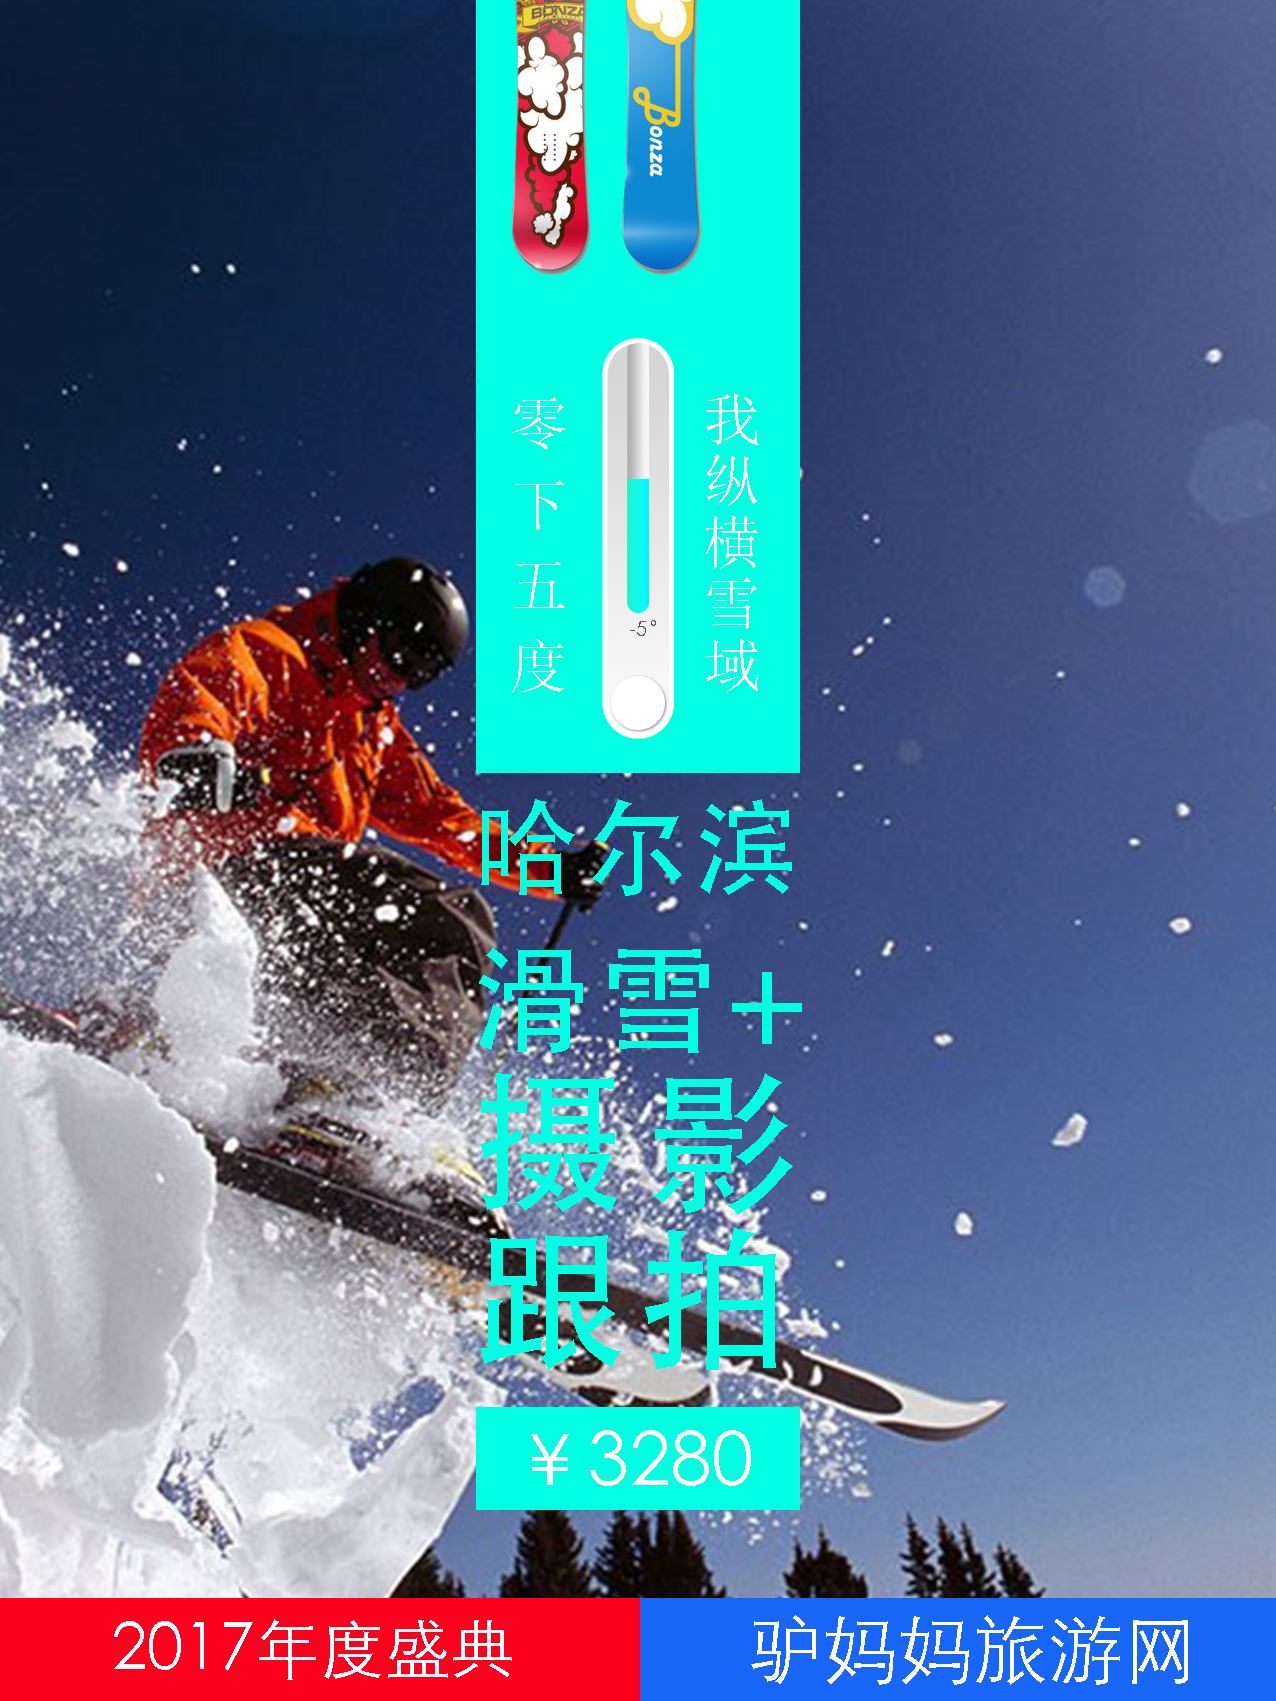 BONZA
Bonza
零下五度
-5°
我纵横雪域
哈尔滨
滑雪+
摄影
跟拍
￥3280
2017年度盛典
驴妈妈旅游网